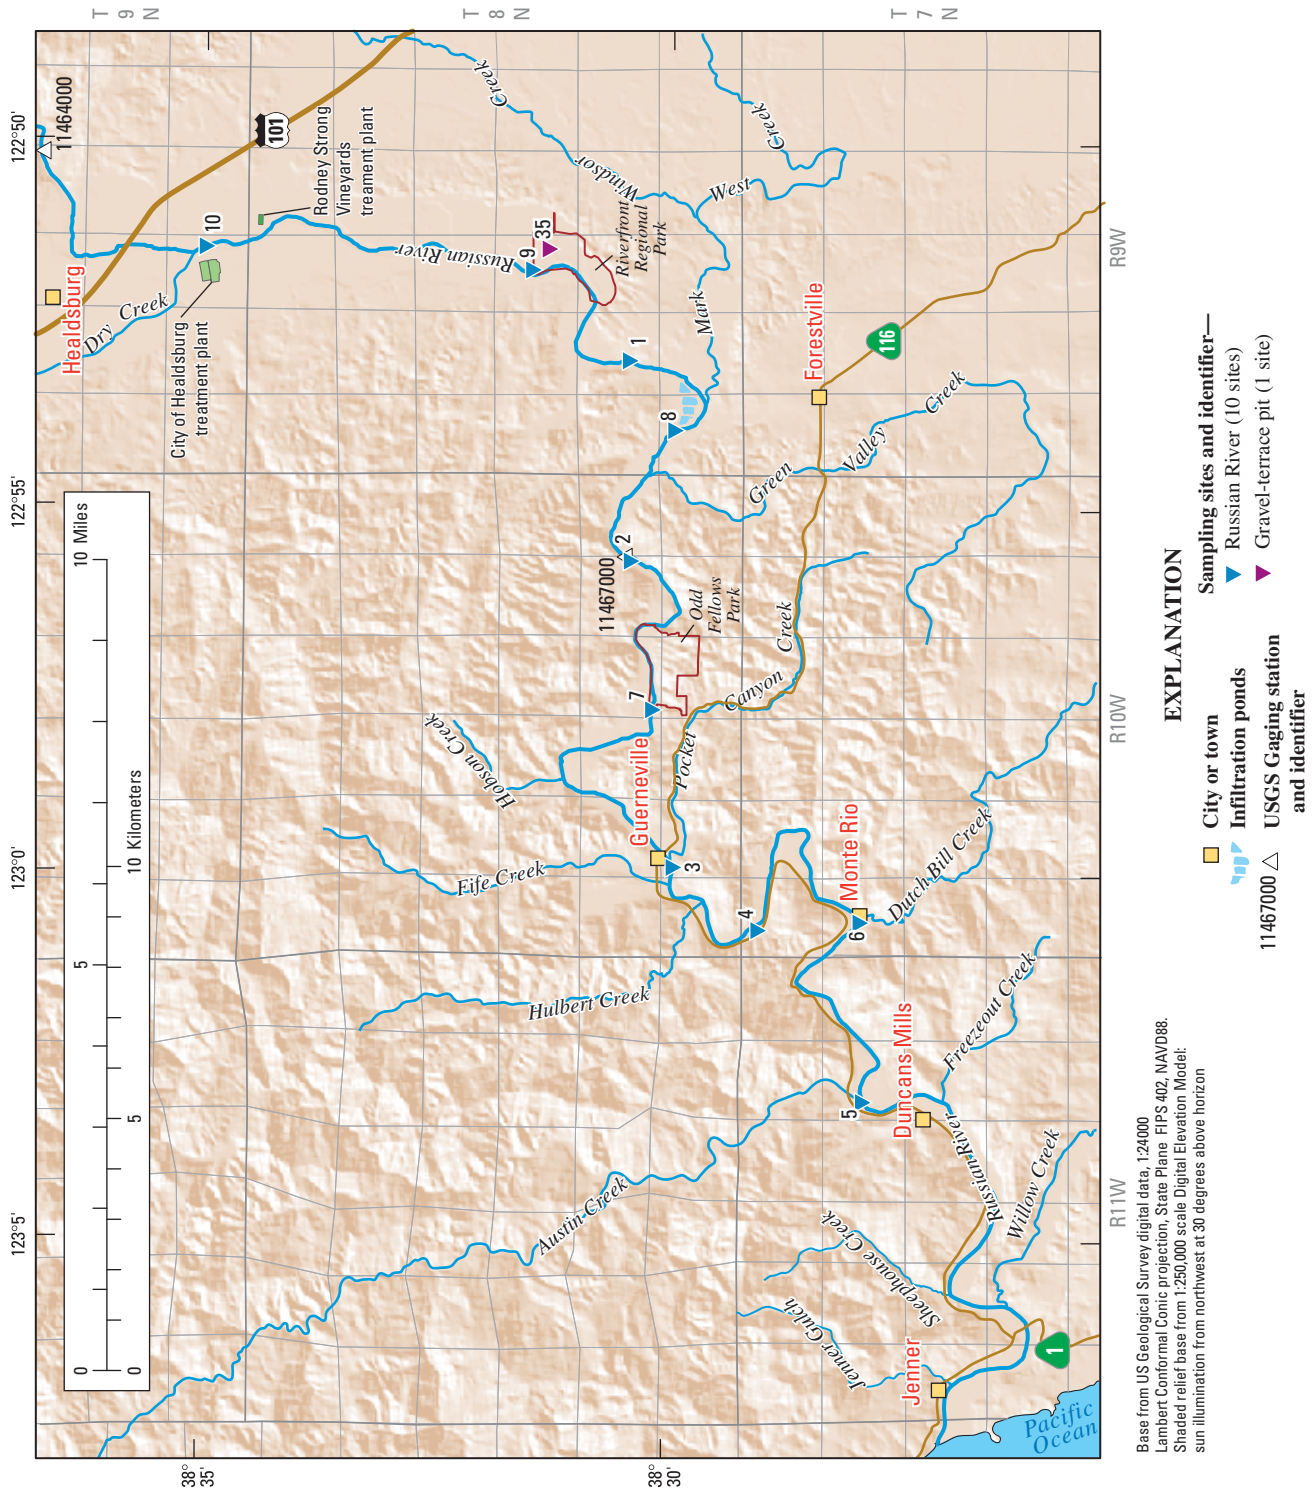 122°50'
122°55'
123°0'
123°5'
38°
35'
38°
30'
T
9
N
T
8
N
T
7
N
R9W
R10W
R11W
0
5
10 Miles
0
5
10 Kilometers
11464000
101
Healdsburg
Dry Creek
City of Healdsburg
treatment plant
10
Rodney Strong
Vineyards
treament plant
Russian River
9
35
Riverfront
Regional
Park
Windsor
Creek
West
Creek
Mark
1
8
Forestville
116
Green
Valley
Creek
2
11467000
Odd
Fellows
Park
7
Hobson Creek
Guerneville
Pocket
Canyon
Creek
3
Fife Creek
Hulbert Creek
4
Monte Rio
6
Dutch Bill Creek
5
Duncans Mills
Freezeout Creek
Austin Creek
Russian River
Willow Creek
Sheephouse Creek
Jenner Gulch
Jenner
1
Pacific
Ocean
EXPLANATION
City or town
Infiltration ponds
11467000
USGS Gaging station
and identifier
Sampling sites and identifier—
Russian River (10 sites)
Gravel-terrace pit (1 site)
Base from US Geological Survey digital data, 1:24000
Lambert Conformal Conic projection, State Plane FIPS 402, NAVD88.
Shaded relief base from 1:250,000 scale Digital Elevation Model:
sun illumination from northwest at 30 degrees above horizon